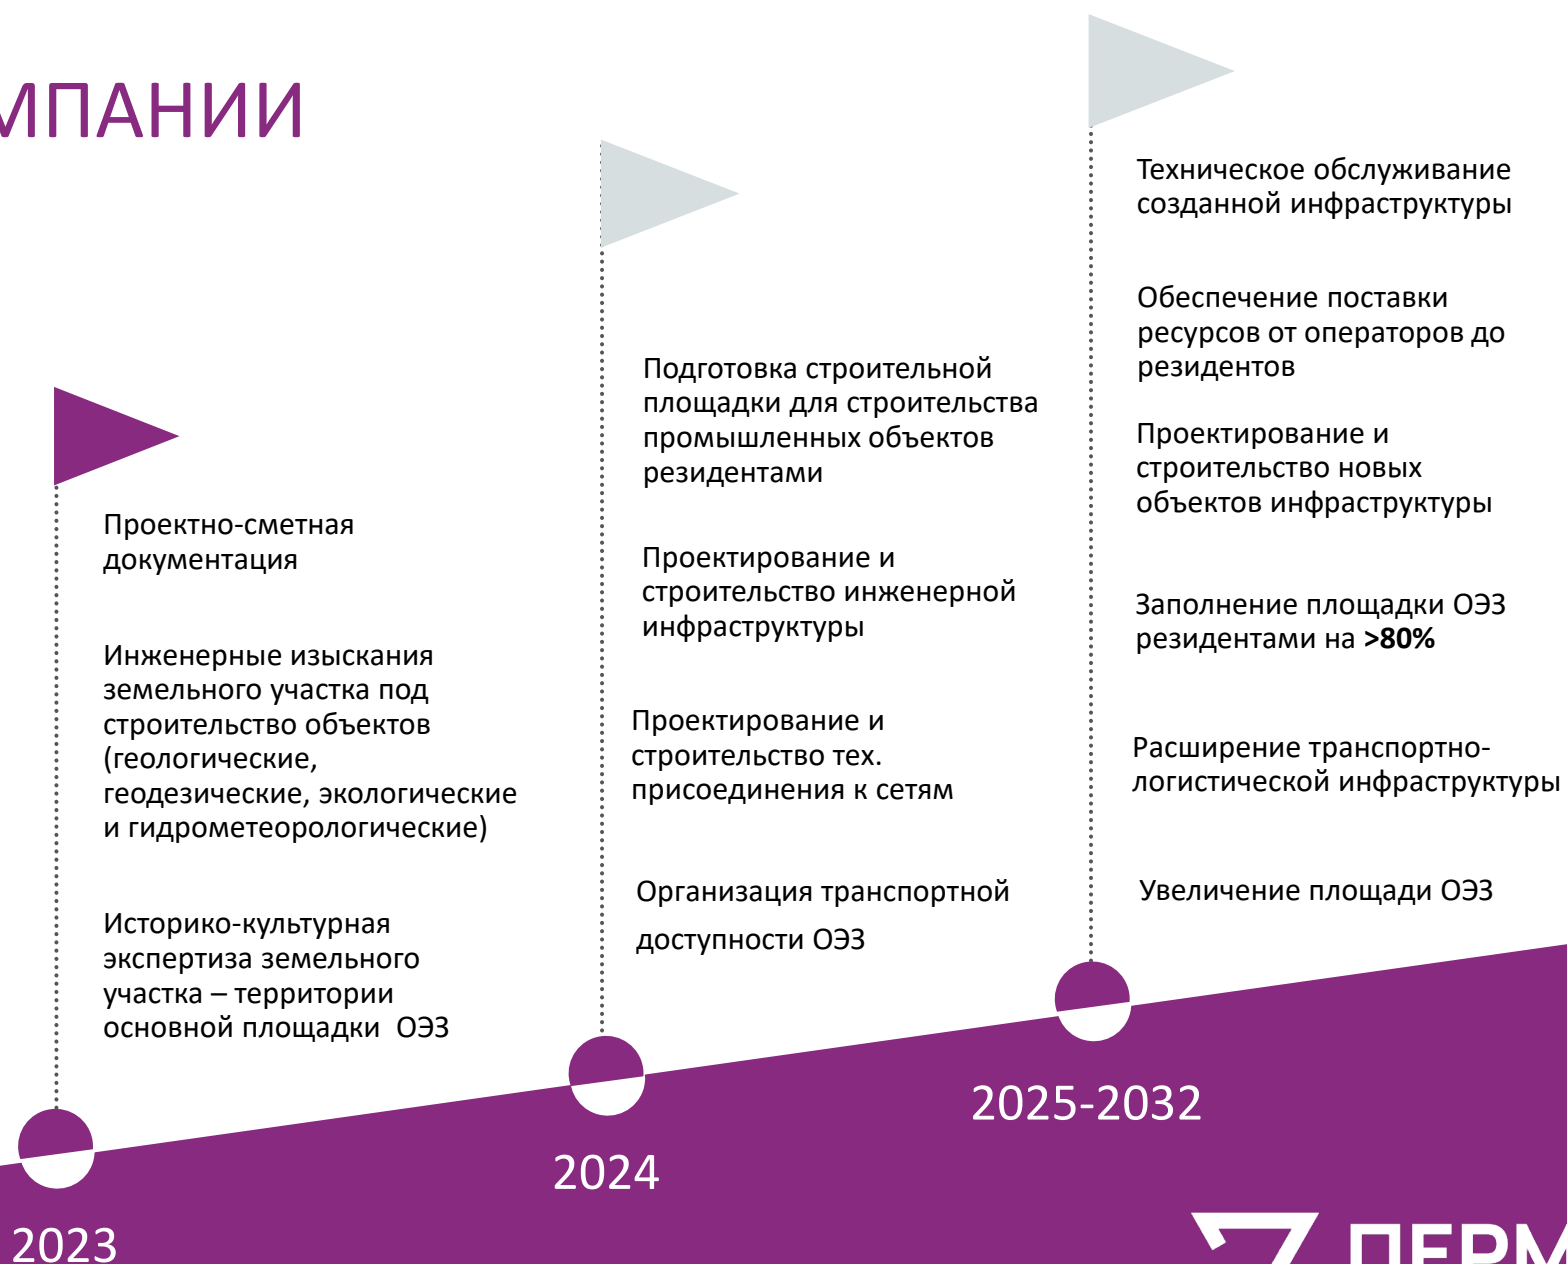 МПАНИИ
Проектно-сметная
документация
Инженерные изыскания
земельного участка под
строительство объектов
(геологические,
геодезические, экологические
и гидрометеорологические)
Историко-культурная
экспертиза земельного
участка – территории
основной площадки  ОЭЗ
2023
Подготовка строительной
площадки для строительства
промышленных объектов
резидентами
Проектирование и
строительство инженерной
инфраструктуры
Проектирование и
строительство тех.
присоединения к сетям
Организация транспортной
доступности ОЭЗ
2024
Техническое обслуживание
созданной инфраструктуры
Обеспечение поставки
ресурсов от операторов до
резидентов
Проектирование и
строительство новых
объектов инфраструктуры
Заполнение площадки ОЭЗ
резидентами на >80%
Расширение транспортно-
логистической инфраструктуры
Увеличение площади ОЭЗ
2025-2032
ПЕРМ